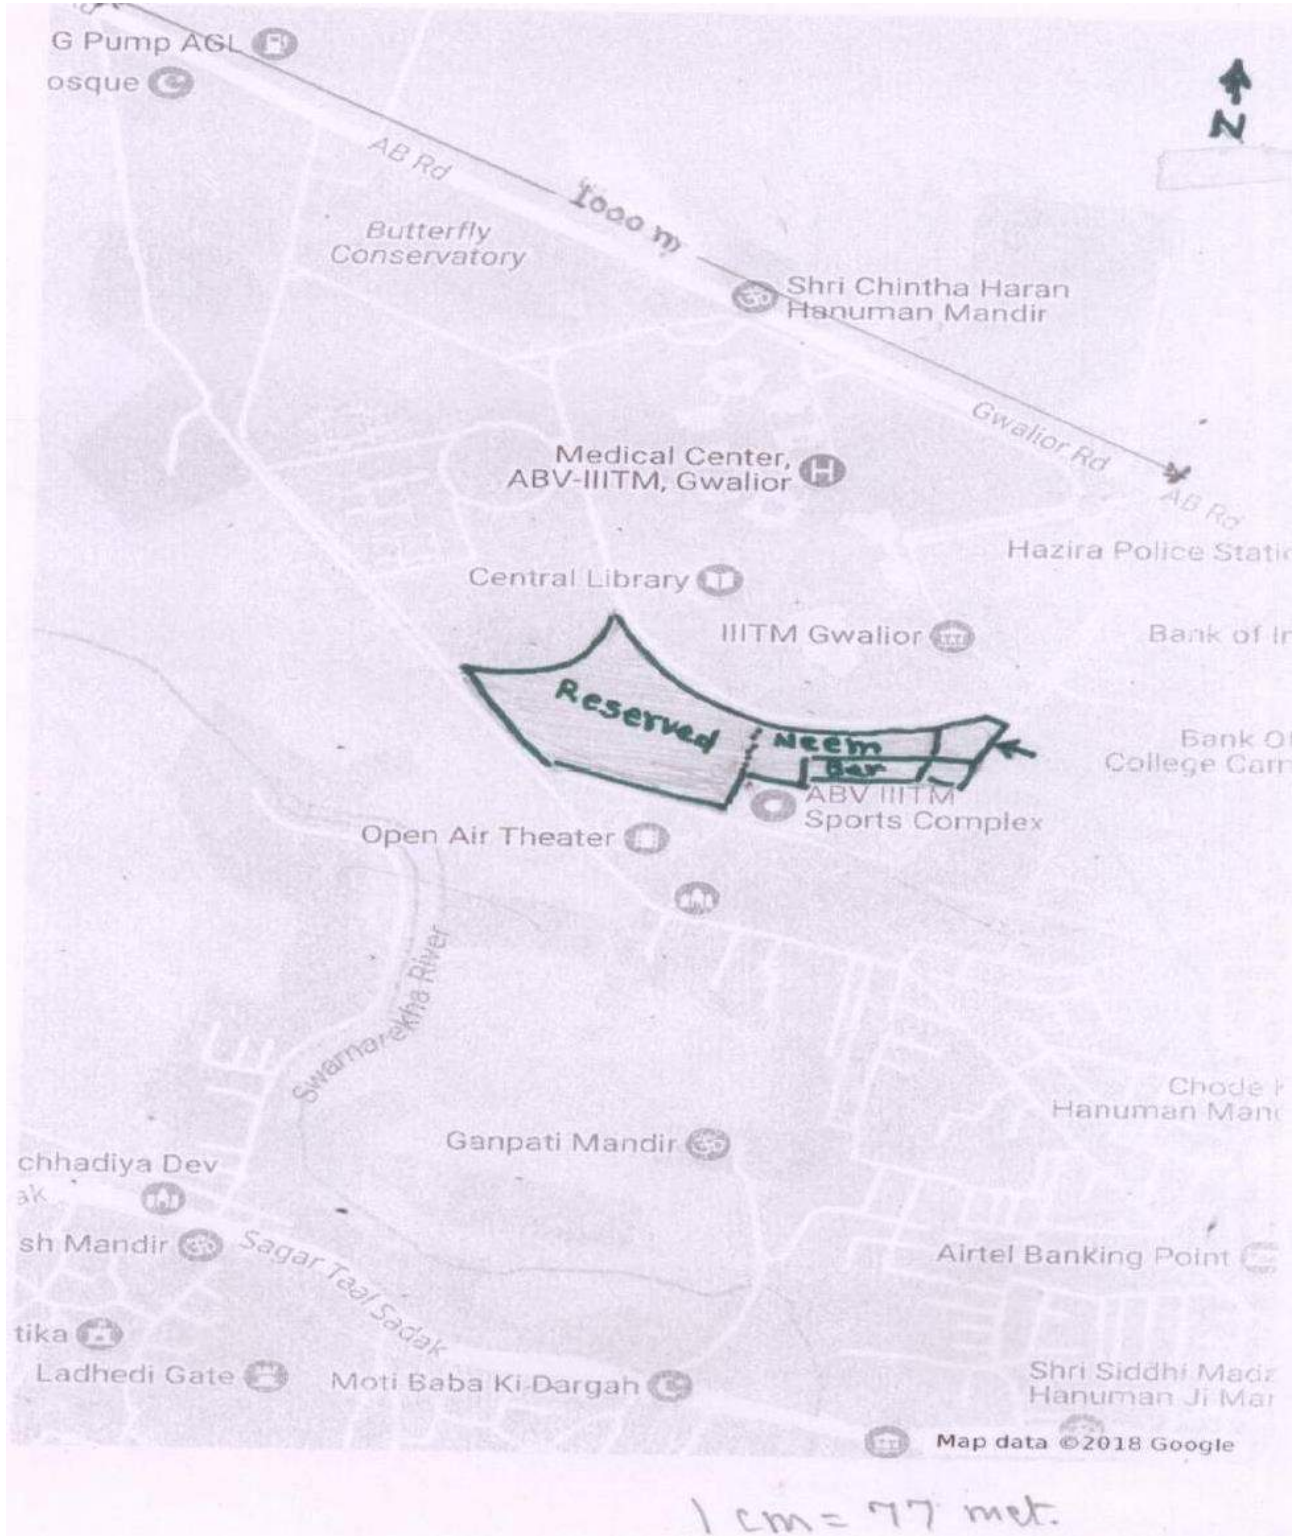 G Pump AGL
osque
N
AB Rd
1000 m
Butterfly
Conservatory
Shri Chintha Haran
Hanuman Mandir
Gwalior Rd
Medical Center,
ABV-IIITM, Gwalior
AB Rd
Hazira Police Static
Central Library
IIITM Gwalior
Bank of In
Reserved
Neem
Ber
Bank O
College Cam
ABV IIITM
Sports Complex
Open Air Theater
Swarnarekha River
Chode H
Hanuman Mand
Ganpati Mandir
chhadiya Dev
ak
sh Mandir
Sagar Taal Sadak
Airtel Banking Point
tika
Ladhedi Gate
Moti Baba Ki Dargah
Shri Siddhi Madz
Hanuman Ji Mar
Map data ©2018 Google
1 cm = 77 met.